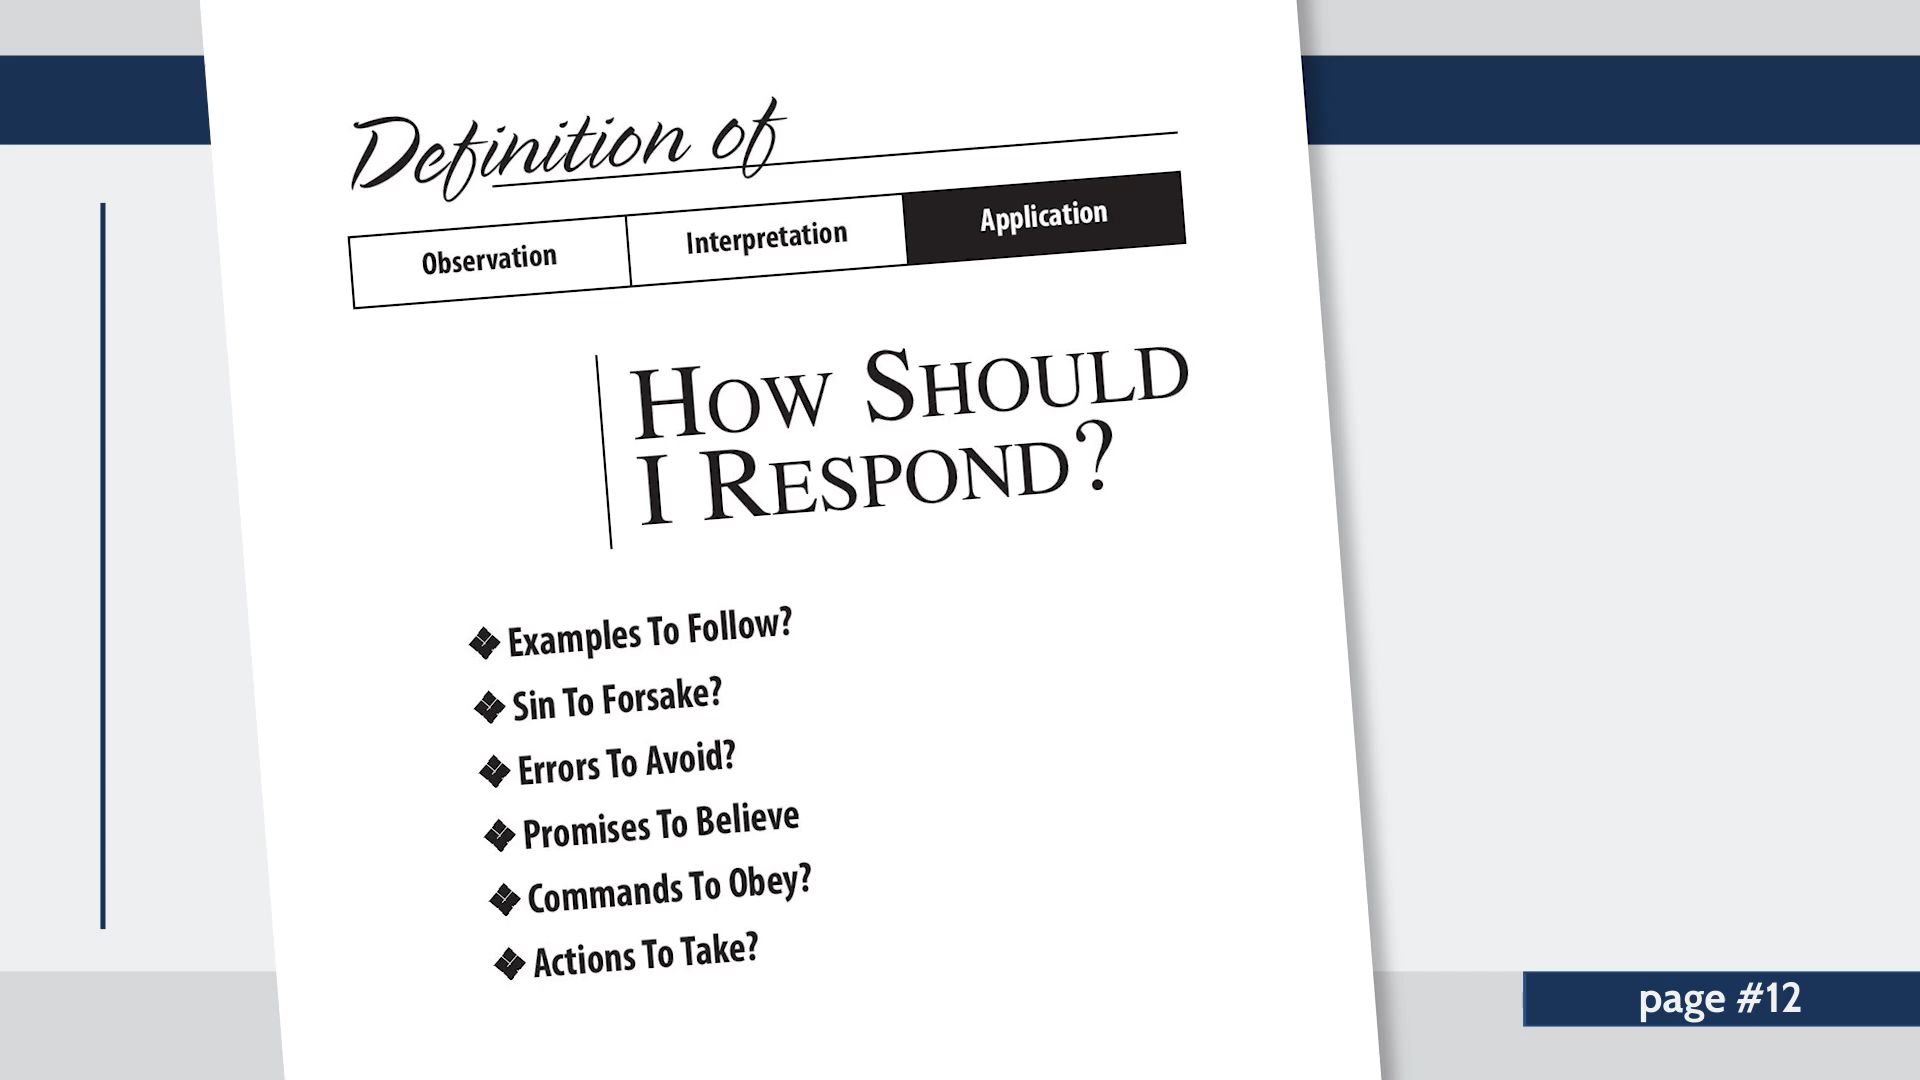 Definition of
Observation
Interpretation
Application
How Should
I Respond?
Examples To Follow?
Sin To Forsake?
Errors To Avoid?
Promises To Believe
Commands To Obey?
Actions To Take?
page #12